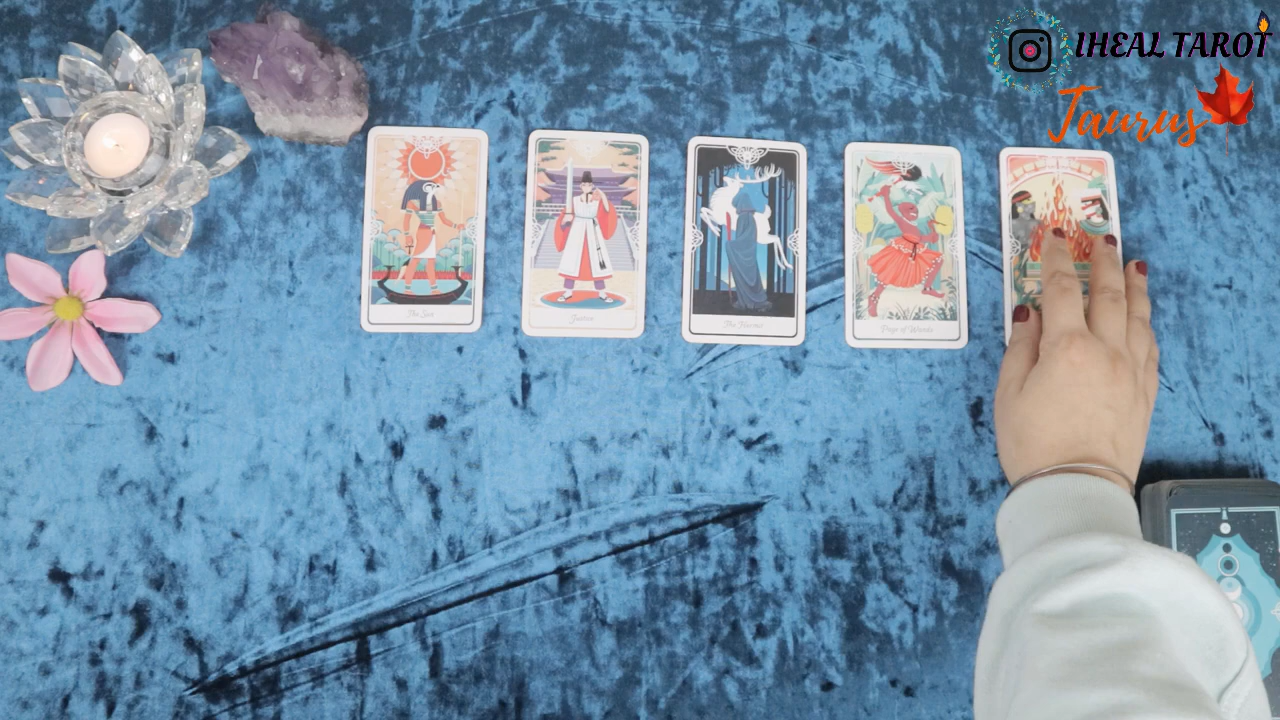 IHEAL TAROT
Taurus
The Sun
Justice
The Hermit
Page of Wands